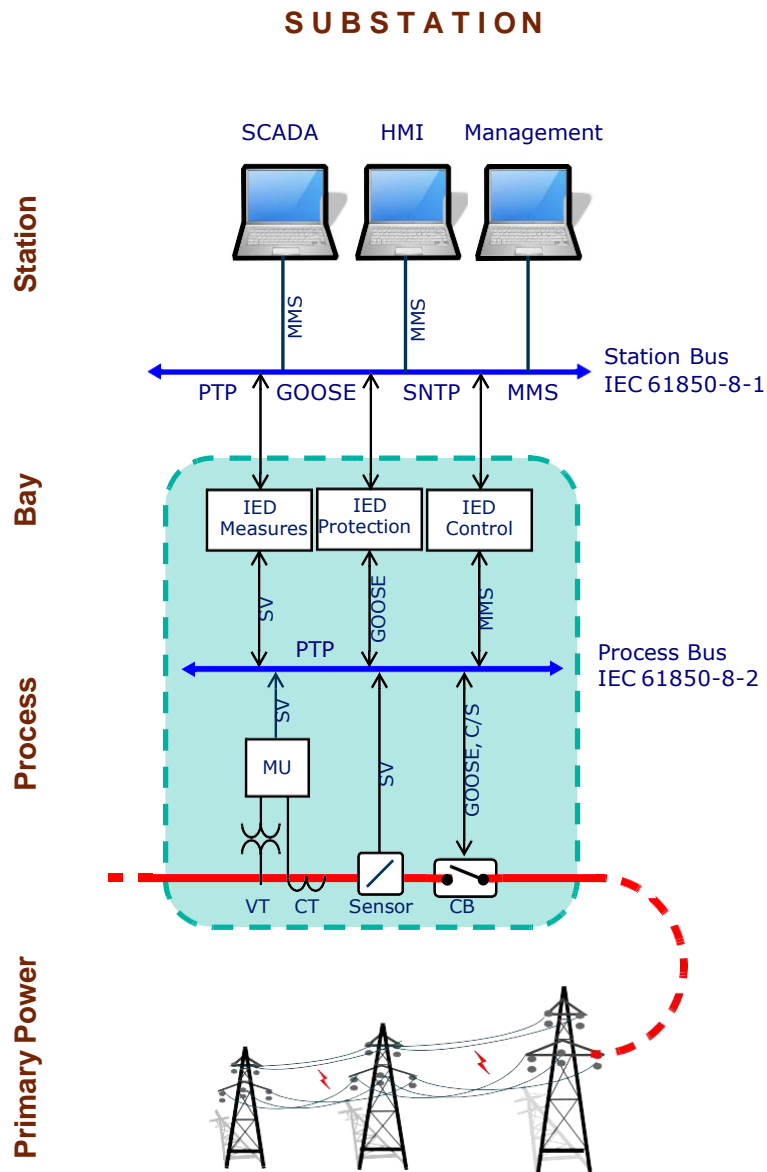 SUBSTATION
SCADA
HMI
Management
Station
MMS
MMS
Station Bus
IEC 61850-8-1
PTP
GOOSE
SNTP
MMS
Bay
IED
Measures
IED
Protection
IED
Control
SV
GOOSE
MMS
PTP
Process Bus
IEC 61850-8-2
Process
SV
MU
SV
GOOSE, C/S
VT
CT
Sensor
CB
Primary Power